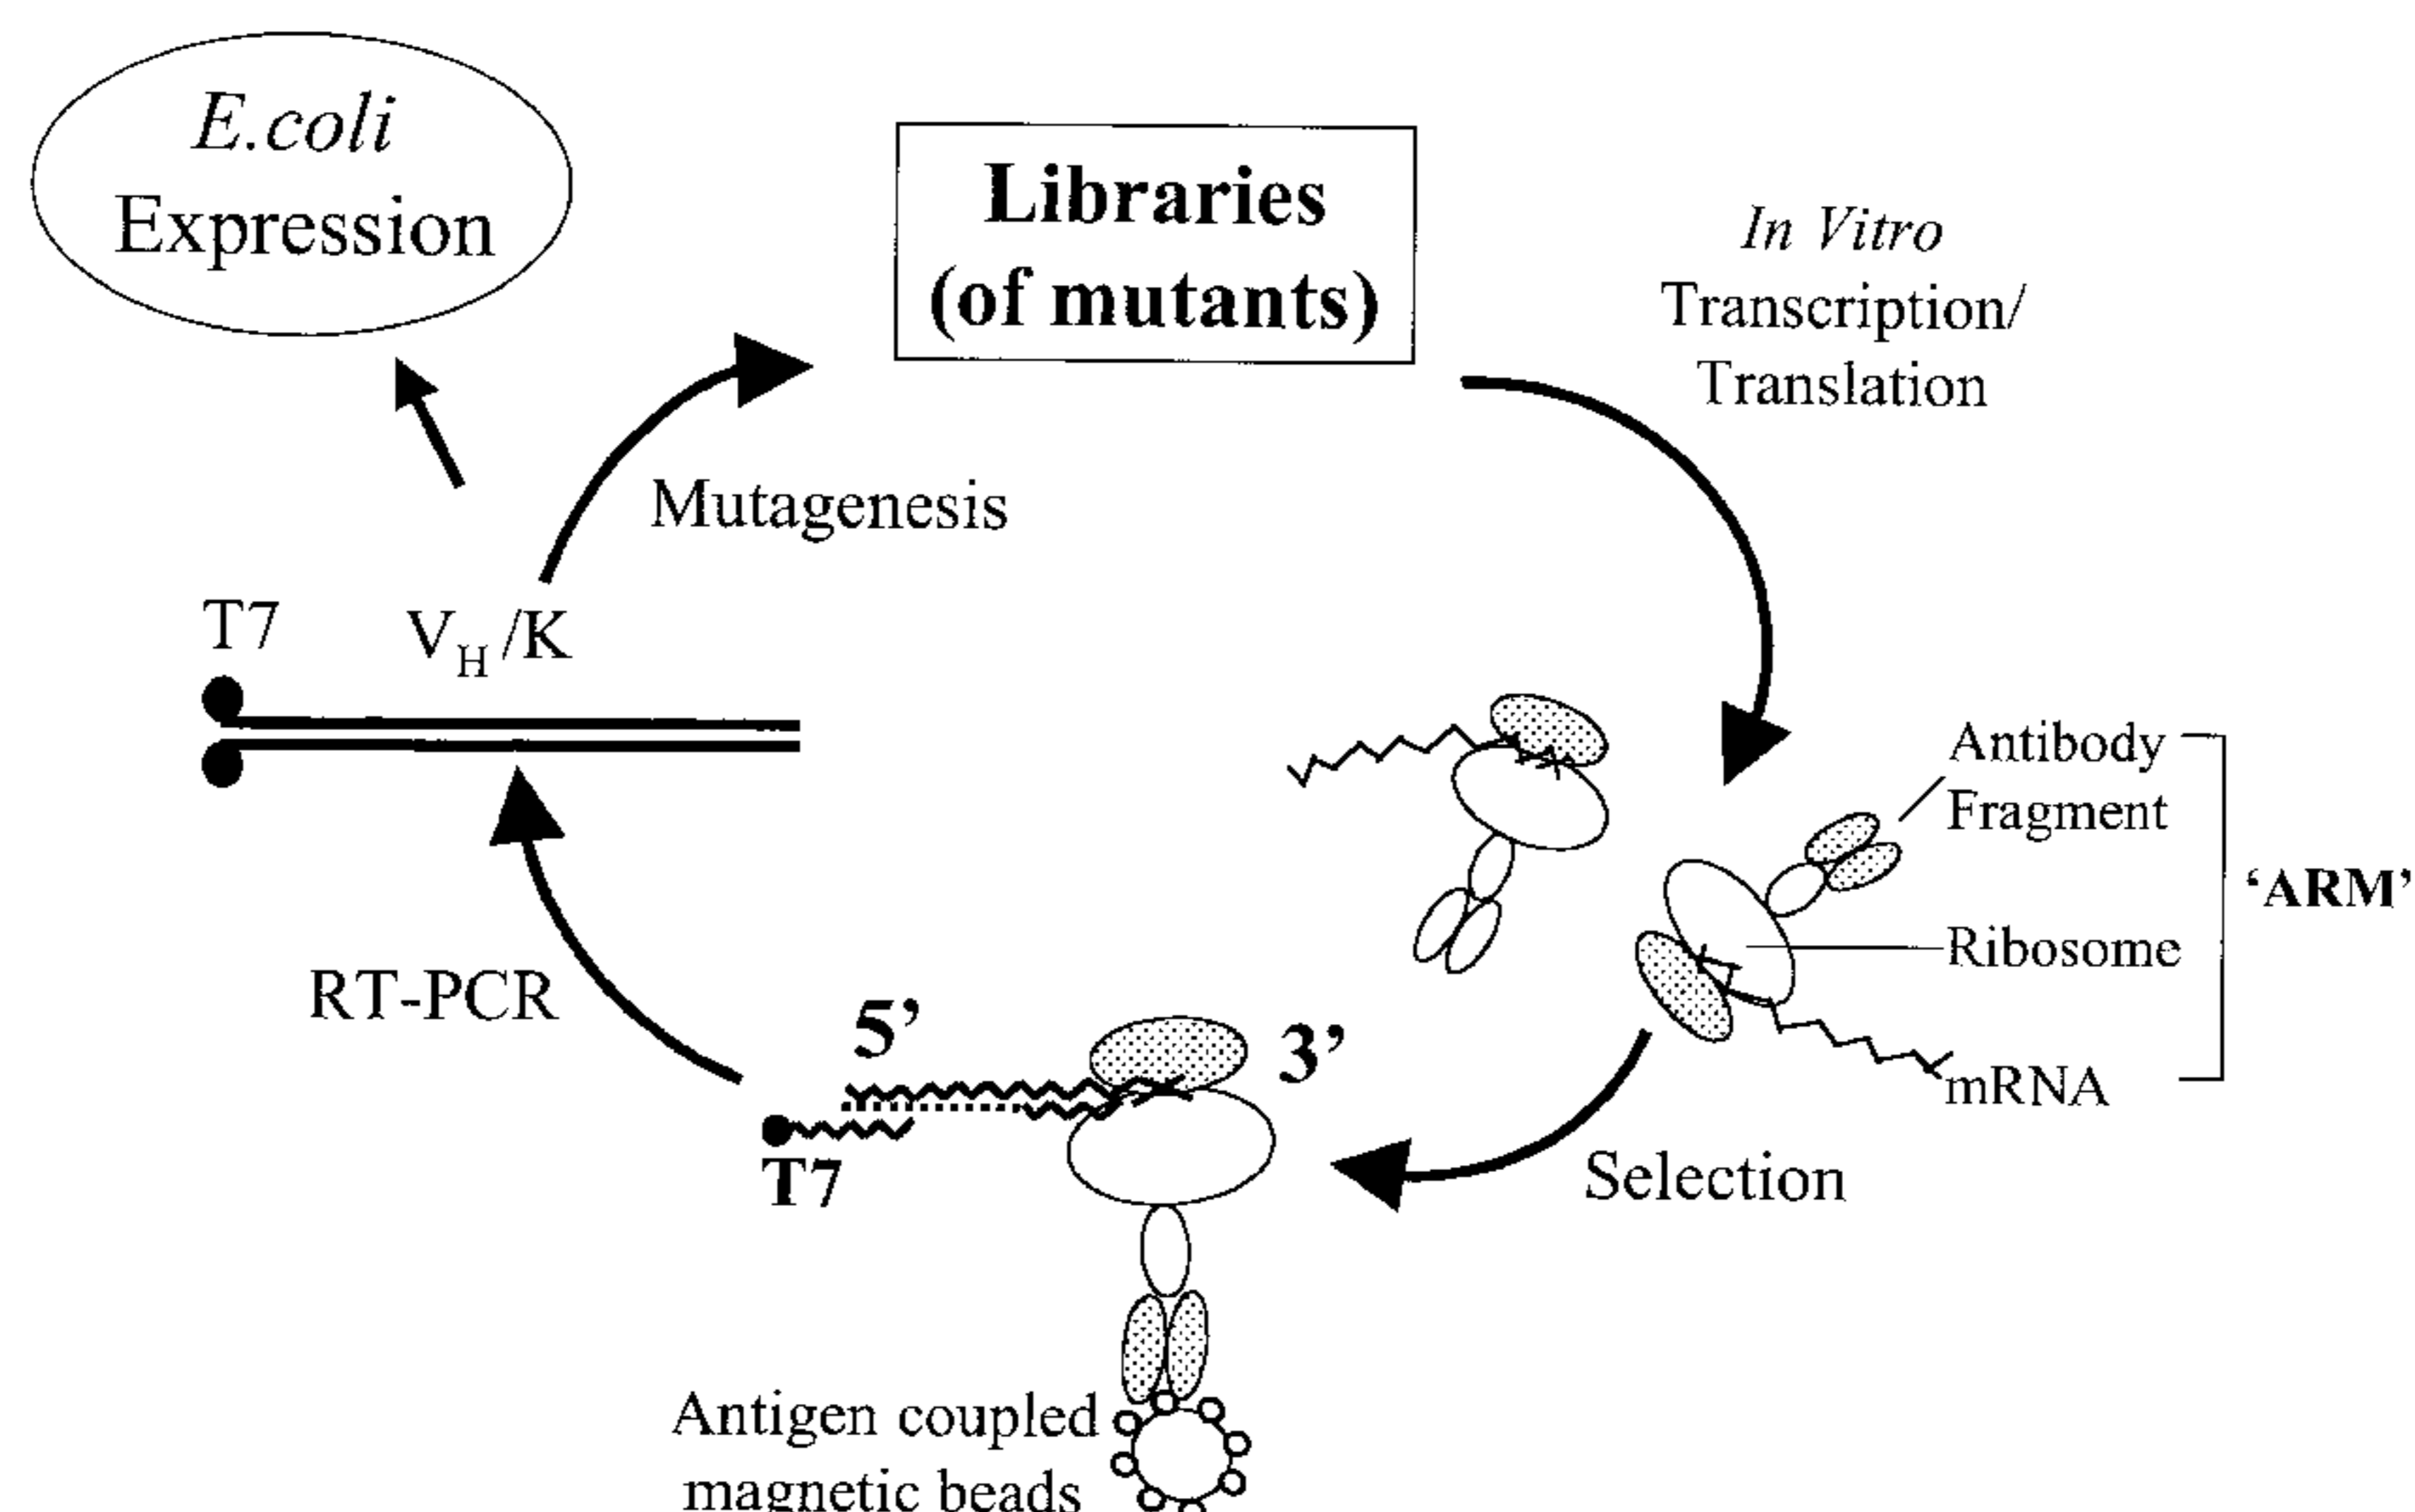 E.coli
Expression
Libraries
(of mutants)
In Vitro
Transcription/
Translation
Mutagenesis
T7
VH/K
Antibody
Fragment
'ARM'
Ribosome
mRNA
RT-PCR
5’
3’
T7
Selection
Antigen coupled
magnetic beads